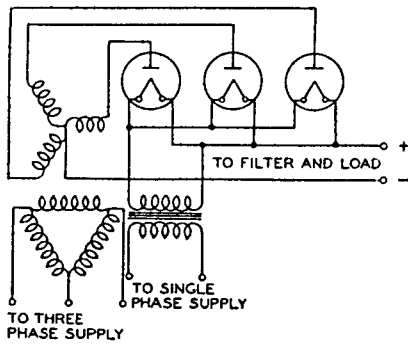 +
TO FILTER AND LOAD
–
TO SINGLE
PHASE SUPPLY
TO THREE
PHASE SUPPLY